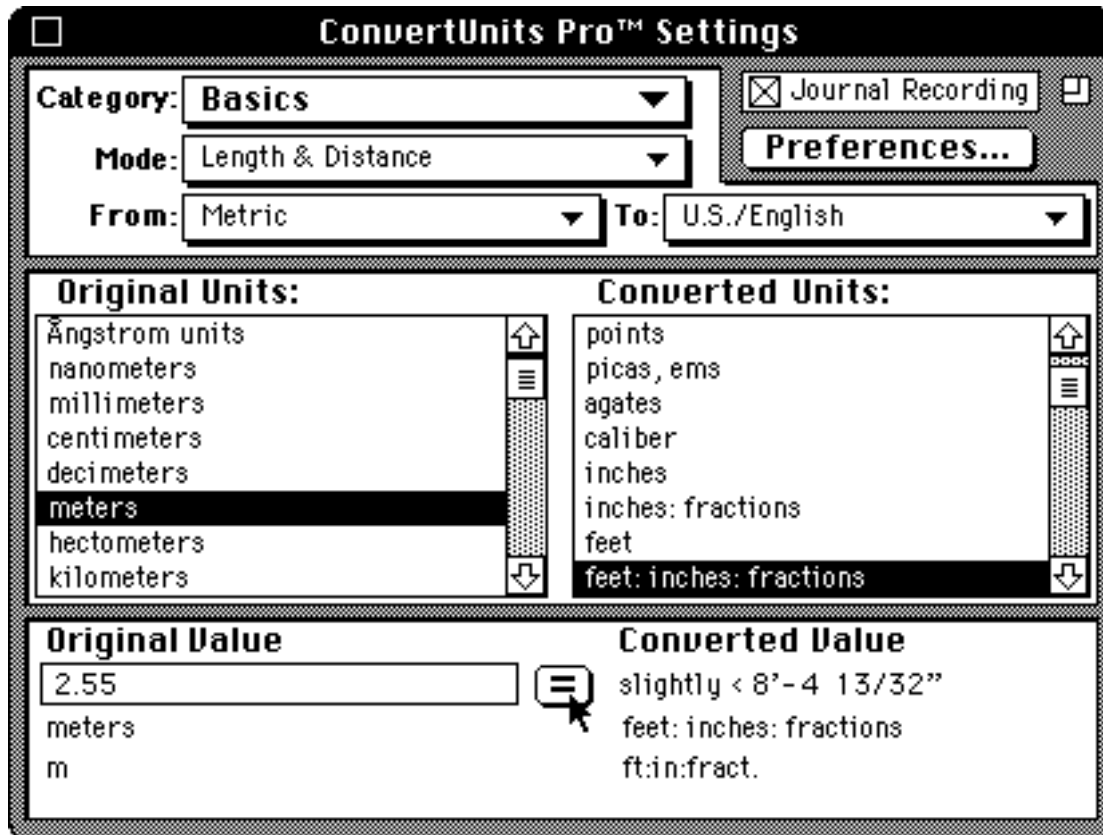 ConvertUnits Pro™ Settings
Category: Basics
Journal Recording
Mode: Length & Distance
Preferences...
From: Metric To: U.S./English
Original Units:
Ångstrom units
nanometers
millimeters
centimeters
decimeters
meters
hectometers
kilometers
Converted Units:
points
picas, ems
agates
caliber
inches
inches: fractions
feet
feet: inches: fractions
Original Value
2.55
meters
m
=
Converted Value
slightly < 8'-4 13/32"
feet: inches: fractions
ft:in:fract.